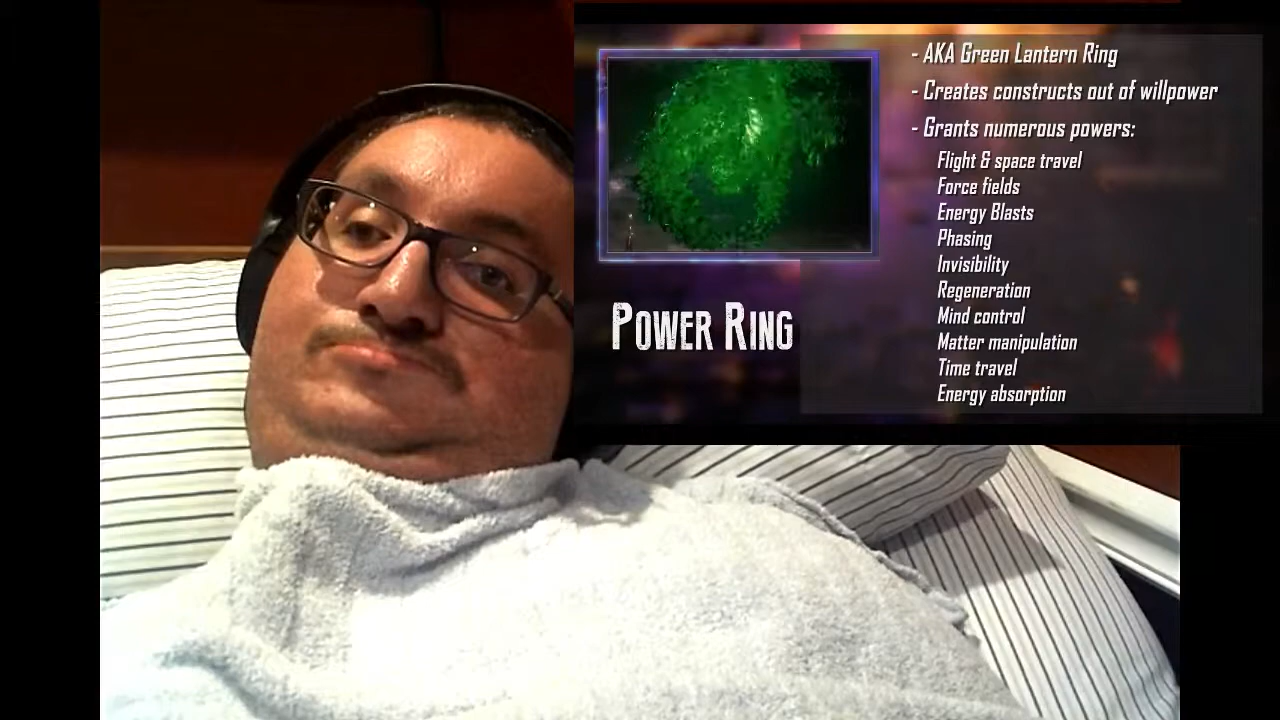 - AKA Green Lantern Ring
- Creates constructs out of willpower
- Grants numerous powers:
Flight & space travel
Force fields
Energy Blasts
Phasing
Invisibility
Regeneration
Mind control
Matter manipulation
Time travel
Energy absorption
Power Ring